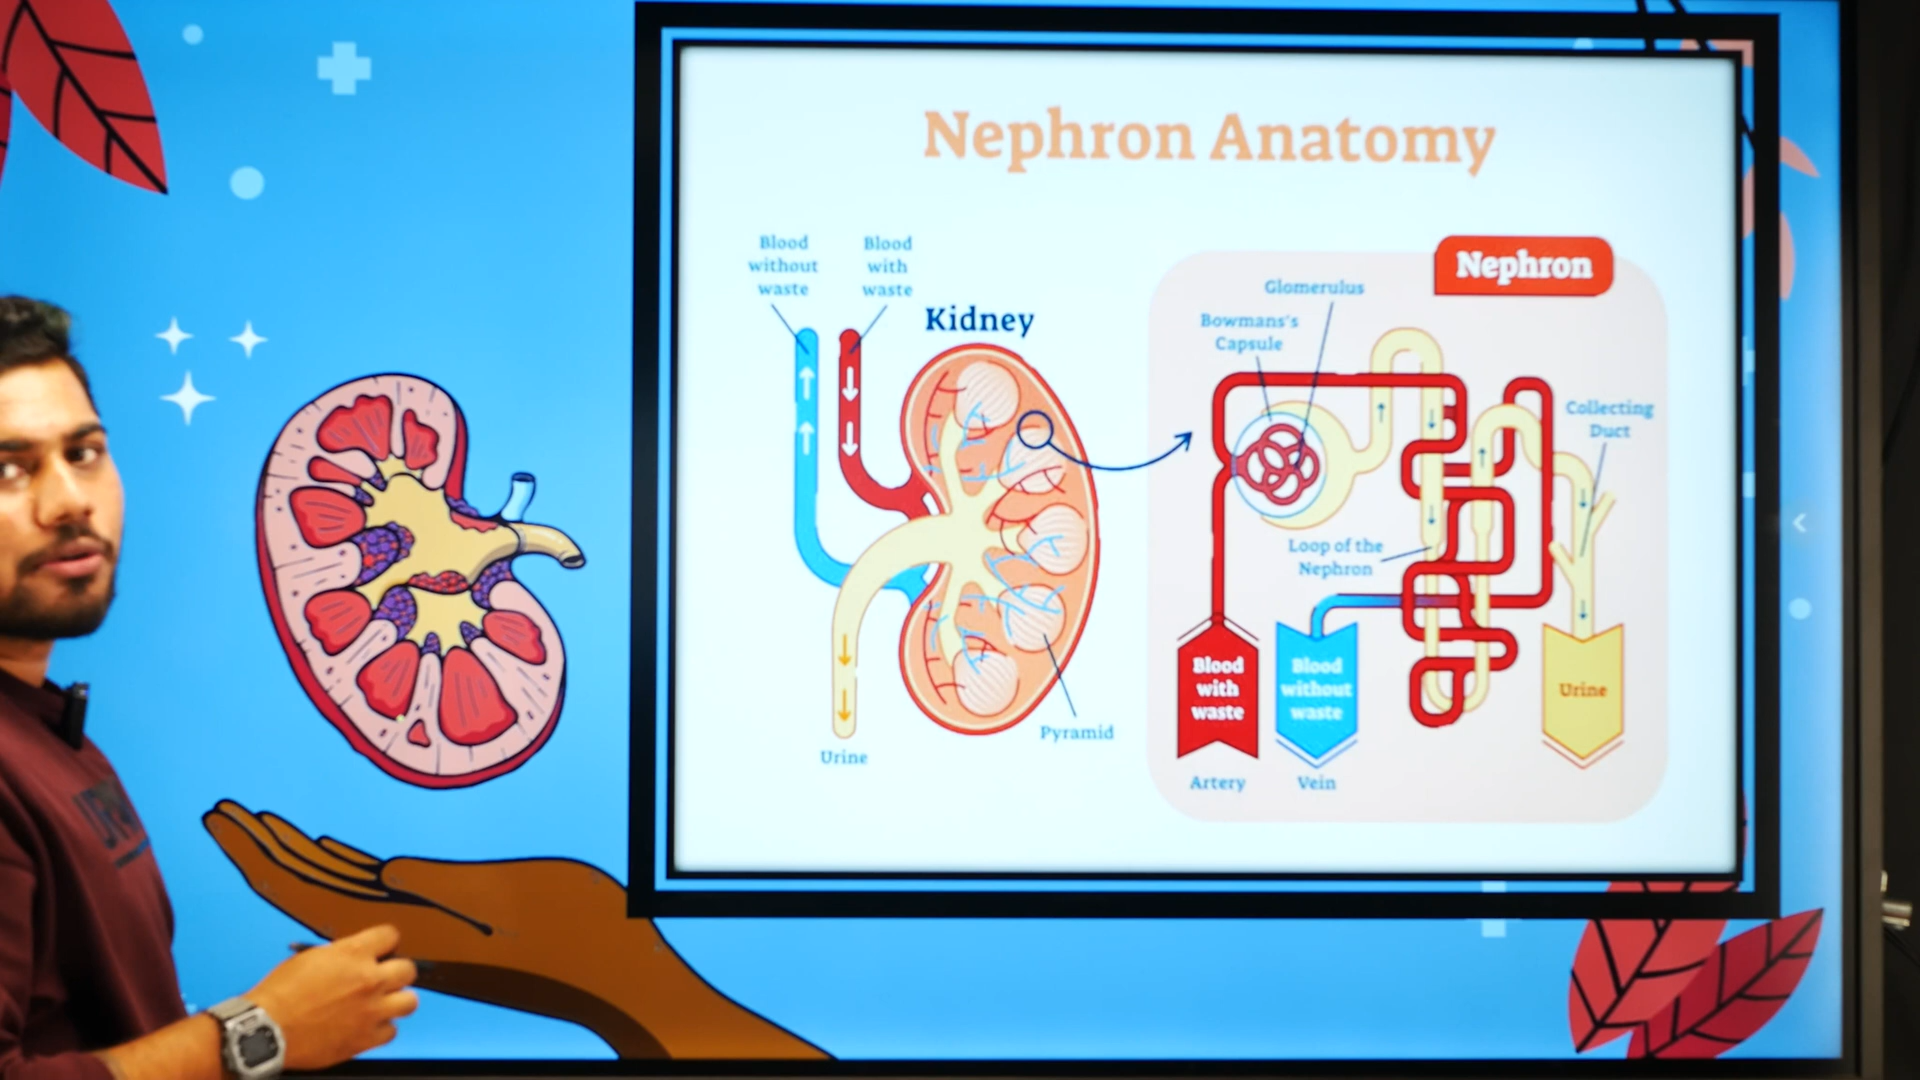 Nephron Anatomy
Blood
without
waste
Blood
with
waste
Kidney
Urine
Pyramid
Nephron
Glomerulus
Bowmans's
Capsule
Collecting
Duct
Loop of the
Nephron
Blood
with
waste
Blood
without
waste
Urine
Artery
Vein